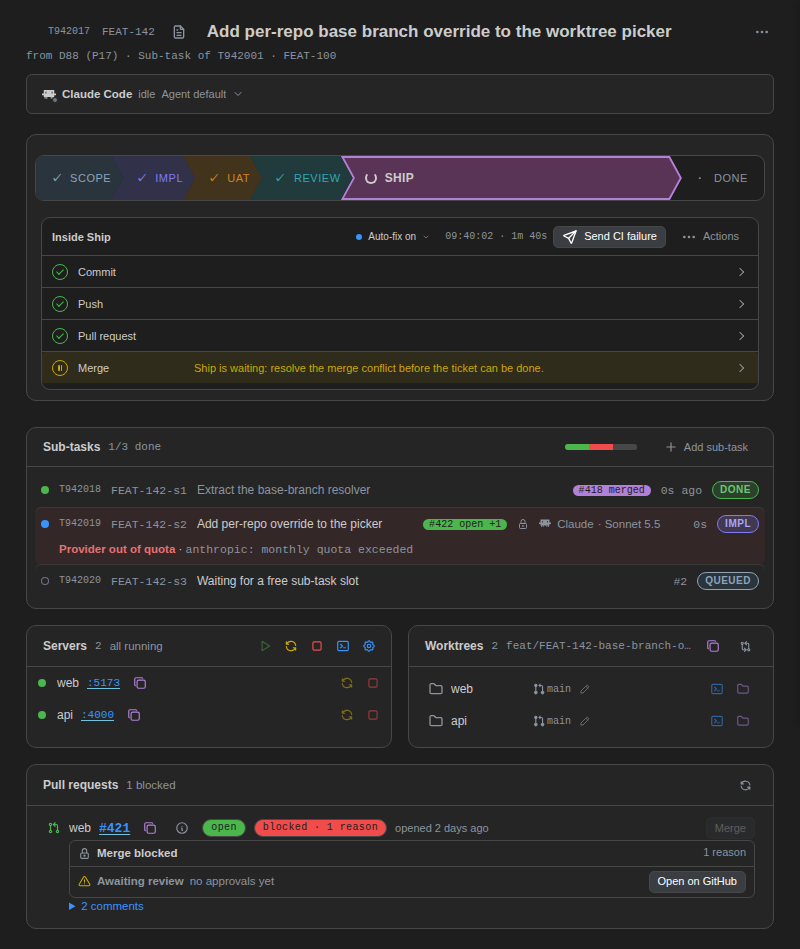 T942017 FEAT-142 Add per-repo base branch override to the worktree picker
from D88 (P17) · Sub-task of T942001 · FEAT-100
Claude Code idle Agent default
SCOPE IMPL UAT REVIEW SHIP DONE
Inside Ship Auto-fix on 09:40:02 · 1m 40s Send CI failure Actions
Commit
Push
Pull request
Merge Ship is waiting: resolve the merge conflict before the ticket can be done.
Sub-tasks 1/3 done Add sub-task
T942018 FEAT-142-s1 Extract the base-branch resolver #418 merged 0s ago DONE
T942019 FEAT-142-s2 Add per-repo override to the picker #422 open +1 Claude · Sonnet 5.5 0s IMPL
Provider out of quota · anthropic: monthly quota exceeded
T942020 FEAT-142-s3 Waiting for a free sub-task slot #2 QUEUED
Servers 2 all running
web :5173
api :4000
Worktrees 2 feat/FEAT-142-base-branch-o…
web main
api main
Pull requests 1 blocked
web #421 open blocked · 1 reason opened 2 days ago Merge
Merge blocked 1 reason
Awaiting review no approvals yet Open on GitHub
2 comments